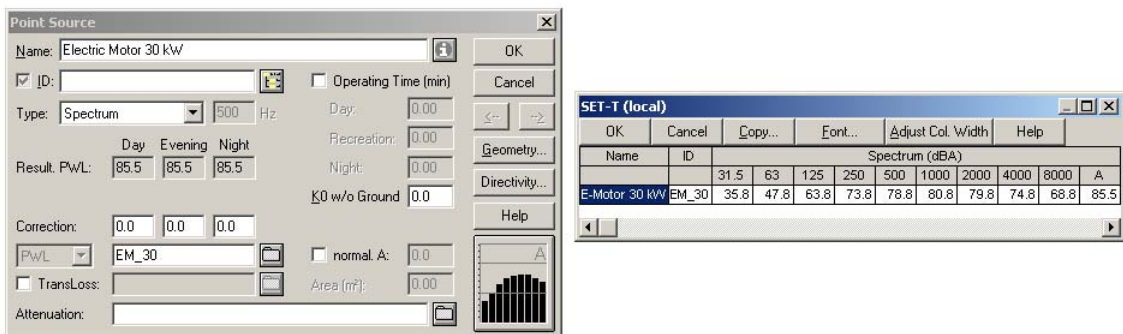 Point Source
Name: Electric Motor 30 kW
OK
ID:
Operating Time (min)
Cancel
Type: Spectrum 500 Hz
Day: 0.00
<-- -->
Recreation: 0.00
Day Evening Night
Result. PWL: 85.5 85.5 85.5
Night: 0.00
Geometry...
K0 w/o Ground 0.0
Directivity...
Correction: 0.0 0.0 0.0
Help
PWL EM_30
normal. A: 0.0
A
TransLoss:
Area (m²): 0.00
Attenuation:
SET-T (local)
OK Cancel Copy... Font... Adjust Col. Width Help
Name ID Spectrum (dBA)
31.5 63 125 250 500 1000 2000 4000 8000 A
E-Motor 30 kW EM_30 35.8 47.8 63.8 73.8 78.8 80.8 79.8 74.8 68.8 85.5